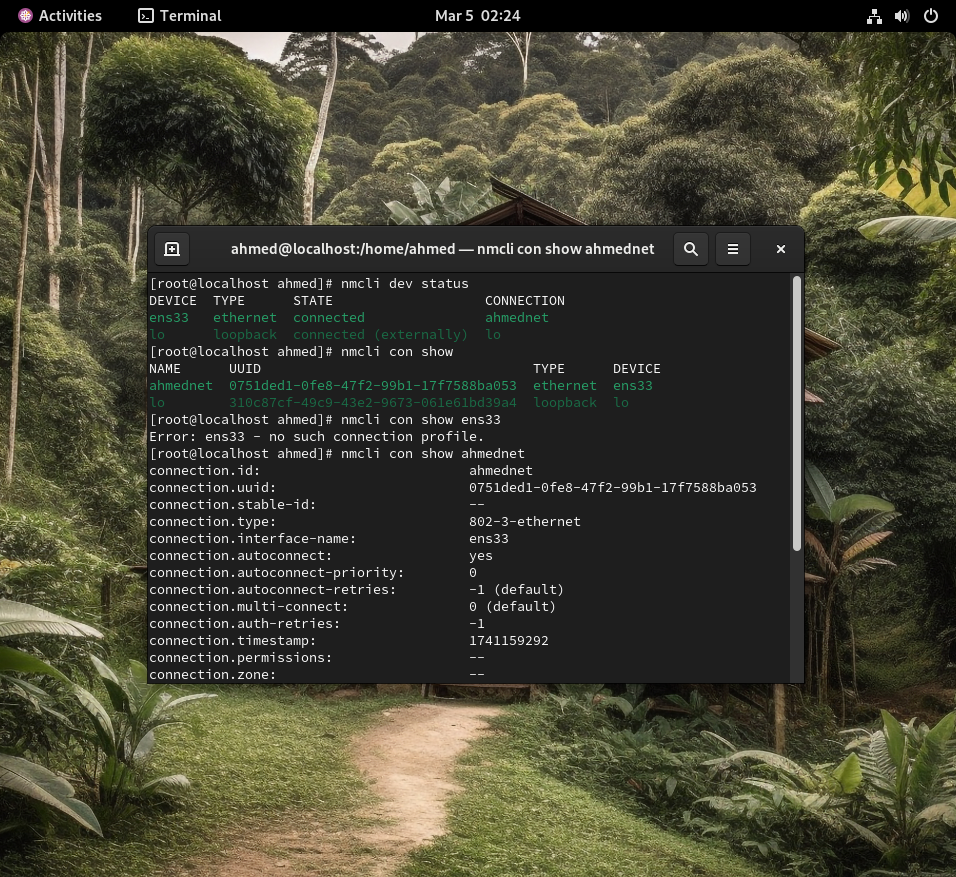 Activities Terminal Mar 5 02:24
ahmed@localhost:/home/ahmed — nmcli con show ahmednet
[root@localhost ahmed]# nmcli dev status
DEVICE  TYPE      STATE                   CONNECTION
ens33   ethernet  connected               ahmednet
lo      loopback  connected (externally)  lo
[root@localhost ahmed]# nmcli con show
NAME      UUID                                  TYPE      DEVICE
ahmednet  0751ded1-0fe8-47f2-99b1-17f7588ba053  ethernet  ens33
lo        310c87cf-49c9-43e2-9673-061e61bd39a4  loopback  lo
[root@localhost ahmed]# nmcli con show ens33
Error: ens33 - no such connection profile.
[root@localhost ahmed]# nmcli con show ahmednet
connection.id:                          ahmednet
connection.uuid:                        0751ded1-0fe8-47f2-99b1-17f7588ba053
connection.stable-id:                   --
connection.type:                        802-3-ethernet
connection.interface-name:              ens33
connection.autoconnect:                 yes
connection.autoconnect-priority:        0
connection.autoconnect-retries:         -1 (default)
connection.multi-connect:               0 (default)
connection.auth-retries:                -1
connection.timestamp:                   1741159292
connection.permissions:                 --
connection.zone:                        --